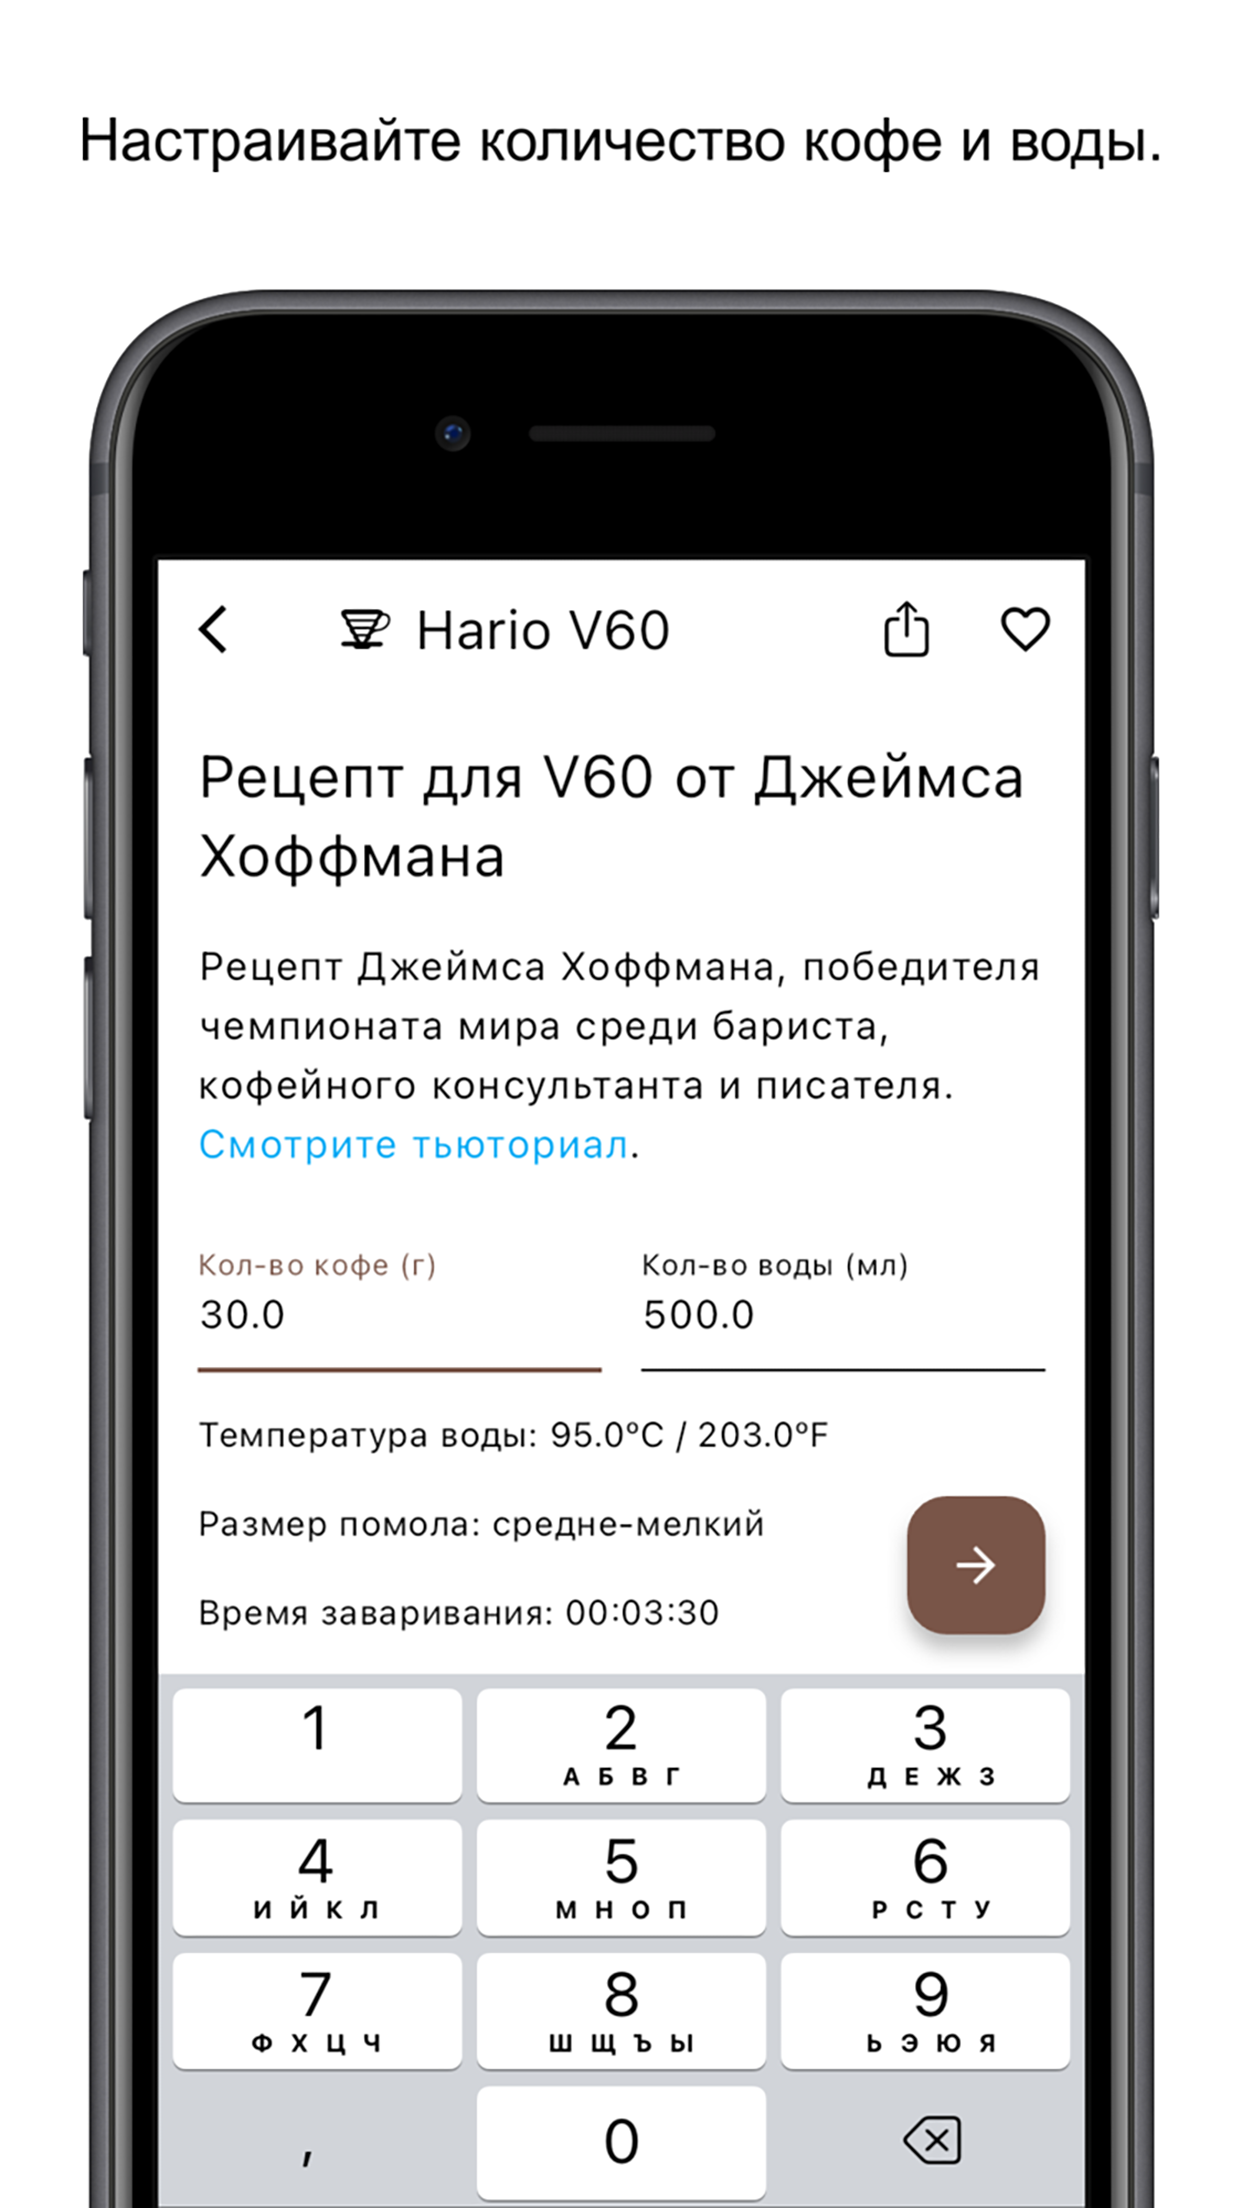 Настраивайте количество кофе и воды.
Hario V60
Рецепт для V60 от Джеймса
Хоффмана
Рецепт Джеймса Хоффмана, победителя
чемпионата мира среди бариста,
кофейного консультанта и писателя.
Смотрите тьюториал.
Кол-во кофе (г) Кол-во воды (мл)
30.0 500.0
Температура воды: 95.0ºC / 203.0ºF
Размер помола: средне-мелкий
Время заваривания: 00:03:30
1 2 3
А Б В Г Д Е Ж З
4 5 6
И Й К Л М Н О П Р С Т У
7 8 9
Ф Х Ц Ч Ш Щ Ъ Ы Ь Э Ю Я
, 0